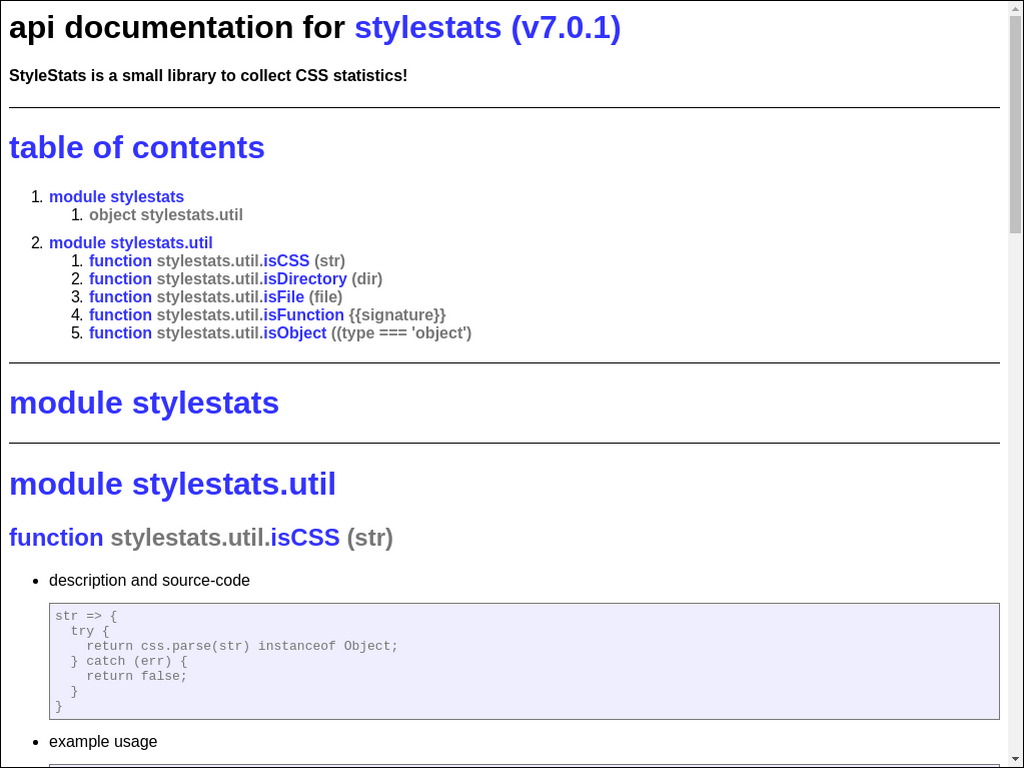 api documentation for stylestats (v7.0.1)
StyleStats is a small library to collect CSS statistics!
table of contents
1. module stylestats
1. object stylestats.util
2. module stylestats.util
1. function stylestats.util.isCSS (str)
2. function stylestats.util.isDirectory (dir)
3. function stylestats.util.isFile (file)
4. function stylestats.util.isFunction {{signature}}
5. function stylestats.util.isObject ((type === 'object')
module stylestats
module stylestats.util
function stylestats.util.isCSS (str)
• description and source-code
str => {
  try {
    return css.parse(str) instanceof Object;
  } catch (err) {
    return false;
  }
}
• example usage